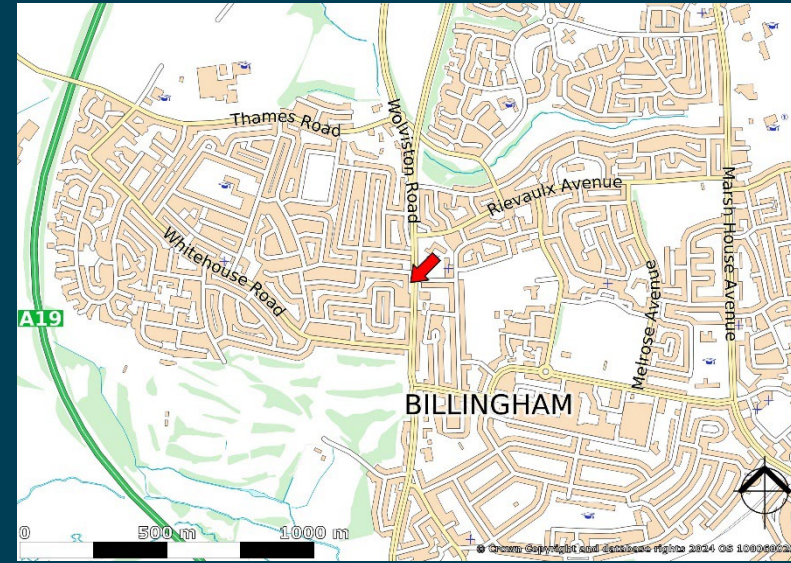 Thames Road
Wolviston Road
Rievaulx Avenue
Marsh House Avenue
Whitehouse Road
A19
Melrose Avenue
BILLINGHAM
0 500 m 1000 m
© Crown Copyright and database rights 2024 OS